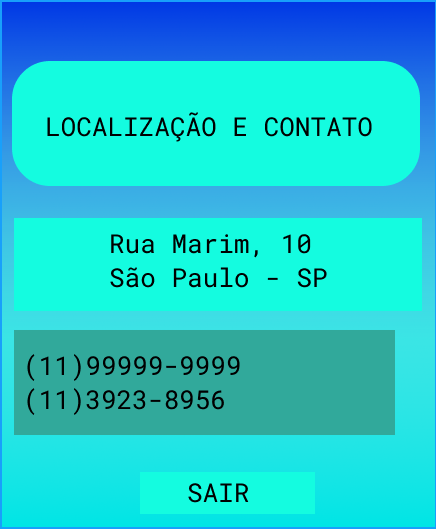 LOCALIZAÇÃO E CONTATO
Rua Marim, 10
São Paulo - SP
(11)99999-9999
(11)3923-8956
SAIR